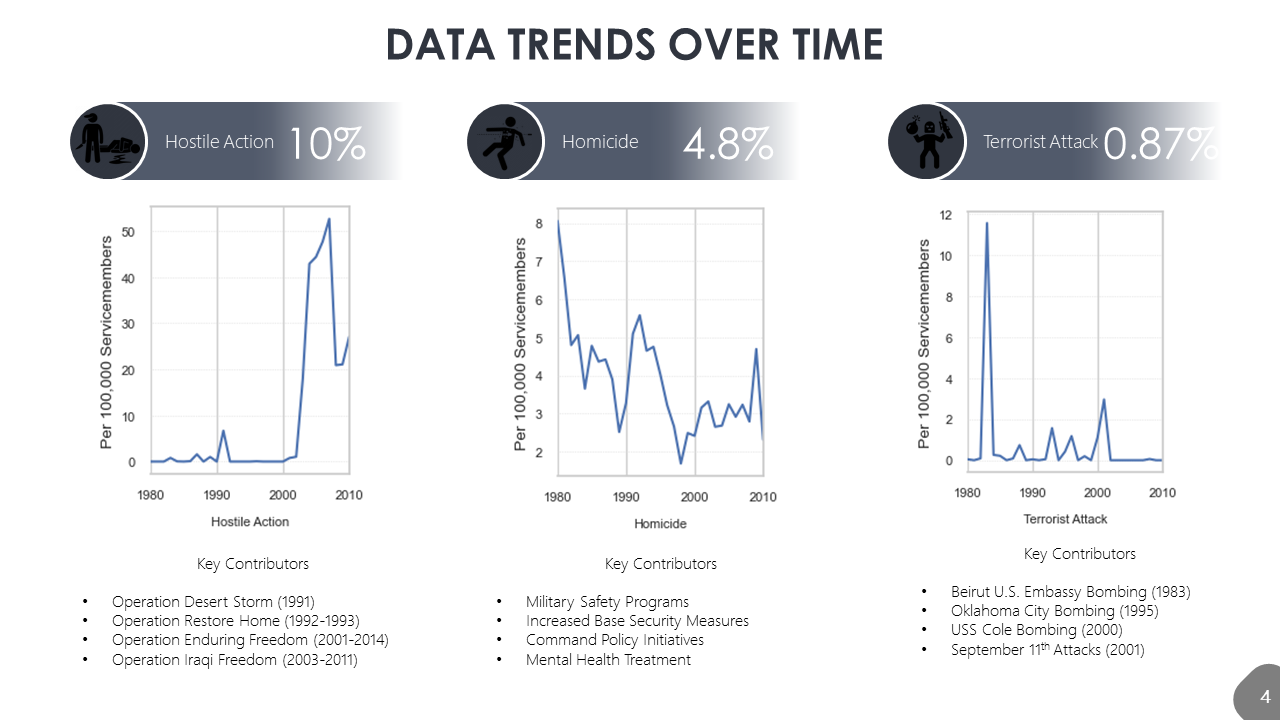 DATA TRENDS OVER TIME
Hostile Action 10%
Per 100,000 Servicemembers
50
40
30
20
10
0
1980 1990 2000 2010
Hostile Action
Key Contributors
• Operation Desert Storm (1991)
• Operation Restore Home (1992-1993)
• Operation Enduring Freedom (2001-2014)
• Operation Iraqi Freedom (2003-2011)
Homicide 4.8%
Per 100,000 Servicemembers
8
7
6
5
4
3
2
1980 1990 2000 2010
Homicide
Key Contributors
• Military Safety Programs
• Increased Base Security Measures
• Command Policy Initiatives
• Mental Health Treatment
Terrorist Attack 0.87%
Per 100,000 Servicemembers
12
10
8
6
4
2
0
1980 1990 2000 2010
Terrorist Attack
Key Contributors
• Beirut U.S. Embassy Bombing (1983)
• Oklahoma City Bombing (1995)
• USS Cole Bombing (2000)
• September 11th Attacks (2001)
4